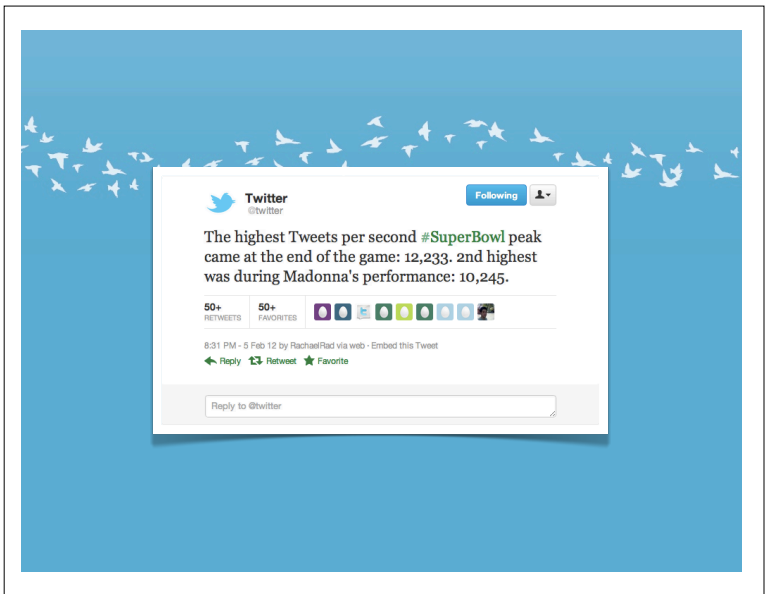 Twitter
@twitter
Following
The highest Tweets per second #SuperBowl peak
came at the end of the game: 12,233. 2nd highest
was during Madonna's performance: 10,245.
50+
RETWEETS
50+
FAVORITES
8:31 PM - 5 Feb 12 by RachaelRad via web · Embed this Tweet
Reply Retweet Favorite
Reply to @twitter